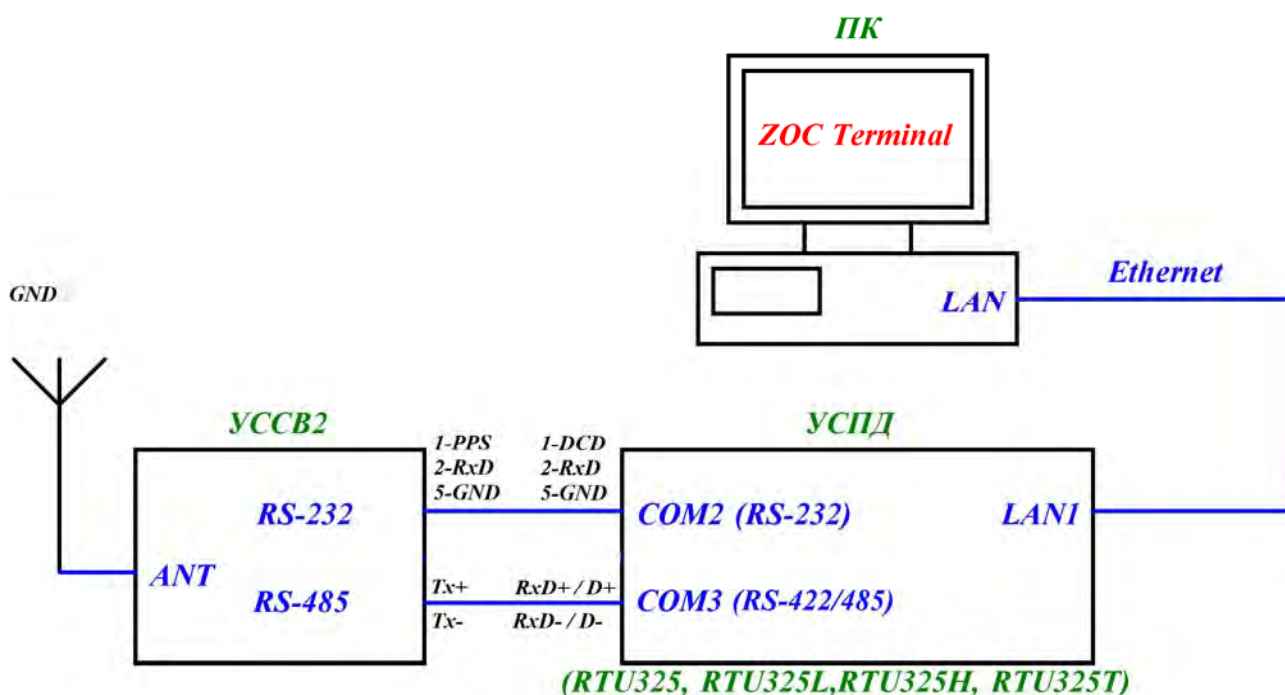 ПК
ZOC Terminal
LAN
Ethernet
GND
УССВ2
УСПД
1-PPS
1-DCD
2-RxD
2-RxD
5-GND
5-GND
RS-232
COM2 (RS-232)
LAN1
ANT
Tx+
RxD+ / D+
RS-485
COM3 (RS-422/485)
Tx-
RxD- / D-
(RTU325, RTU325L,RTU325H, RTU325T)